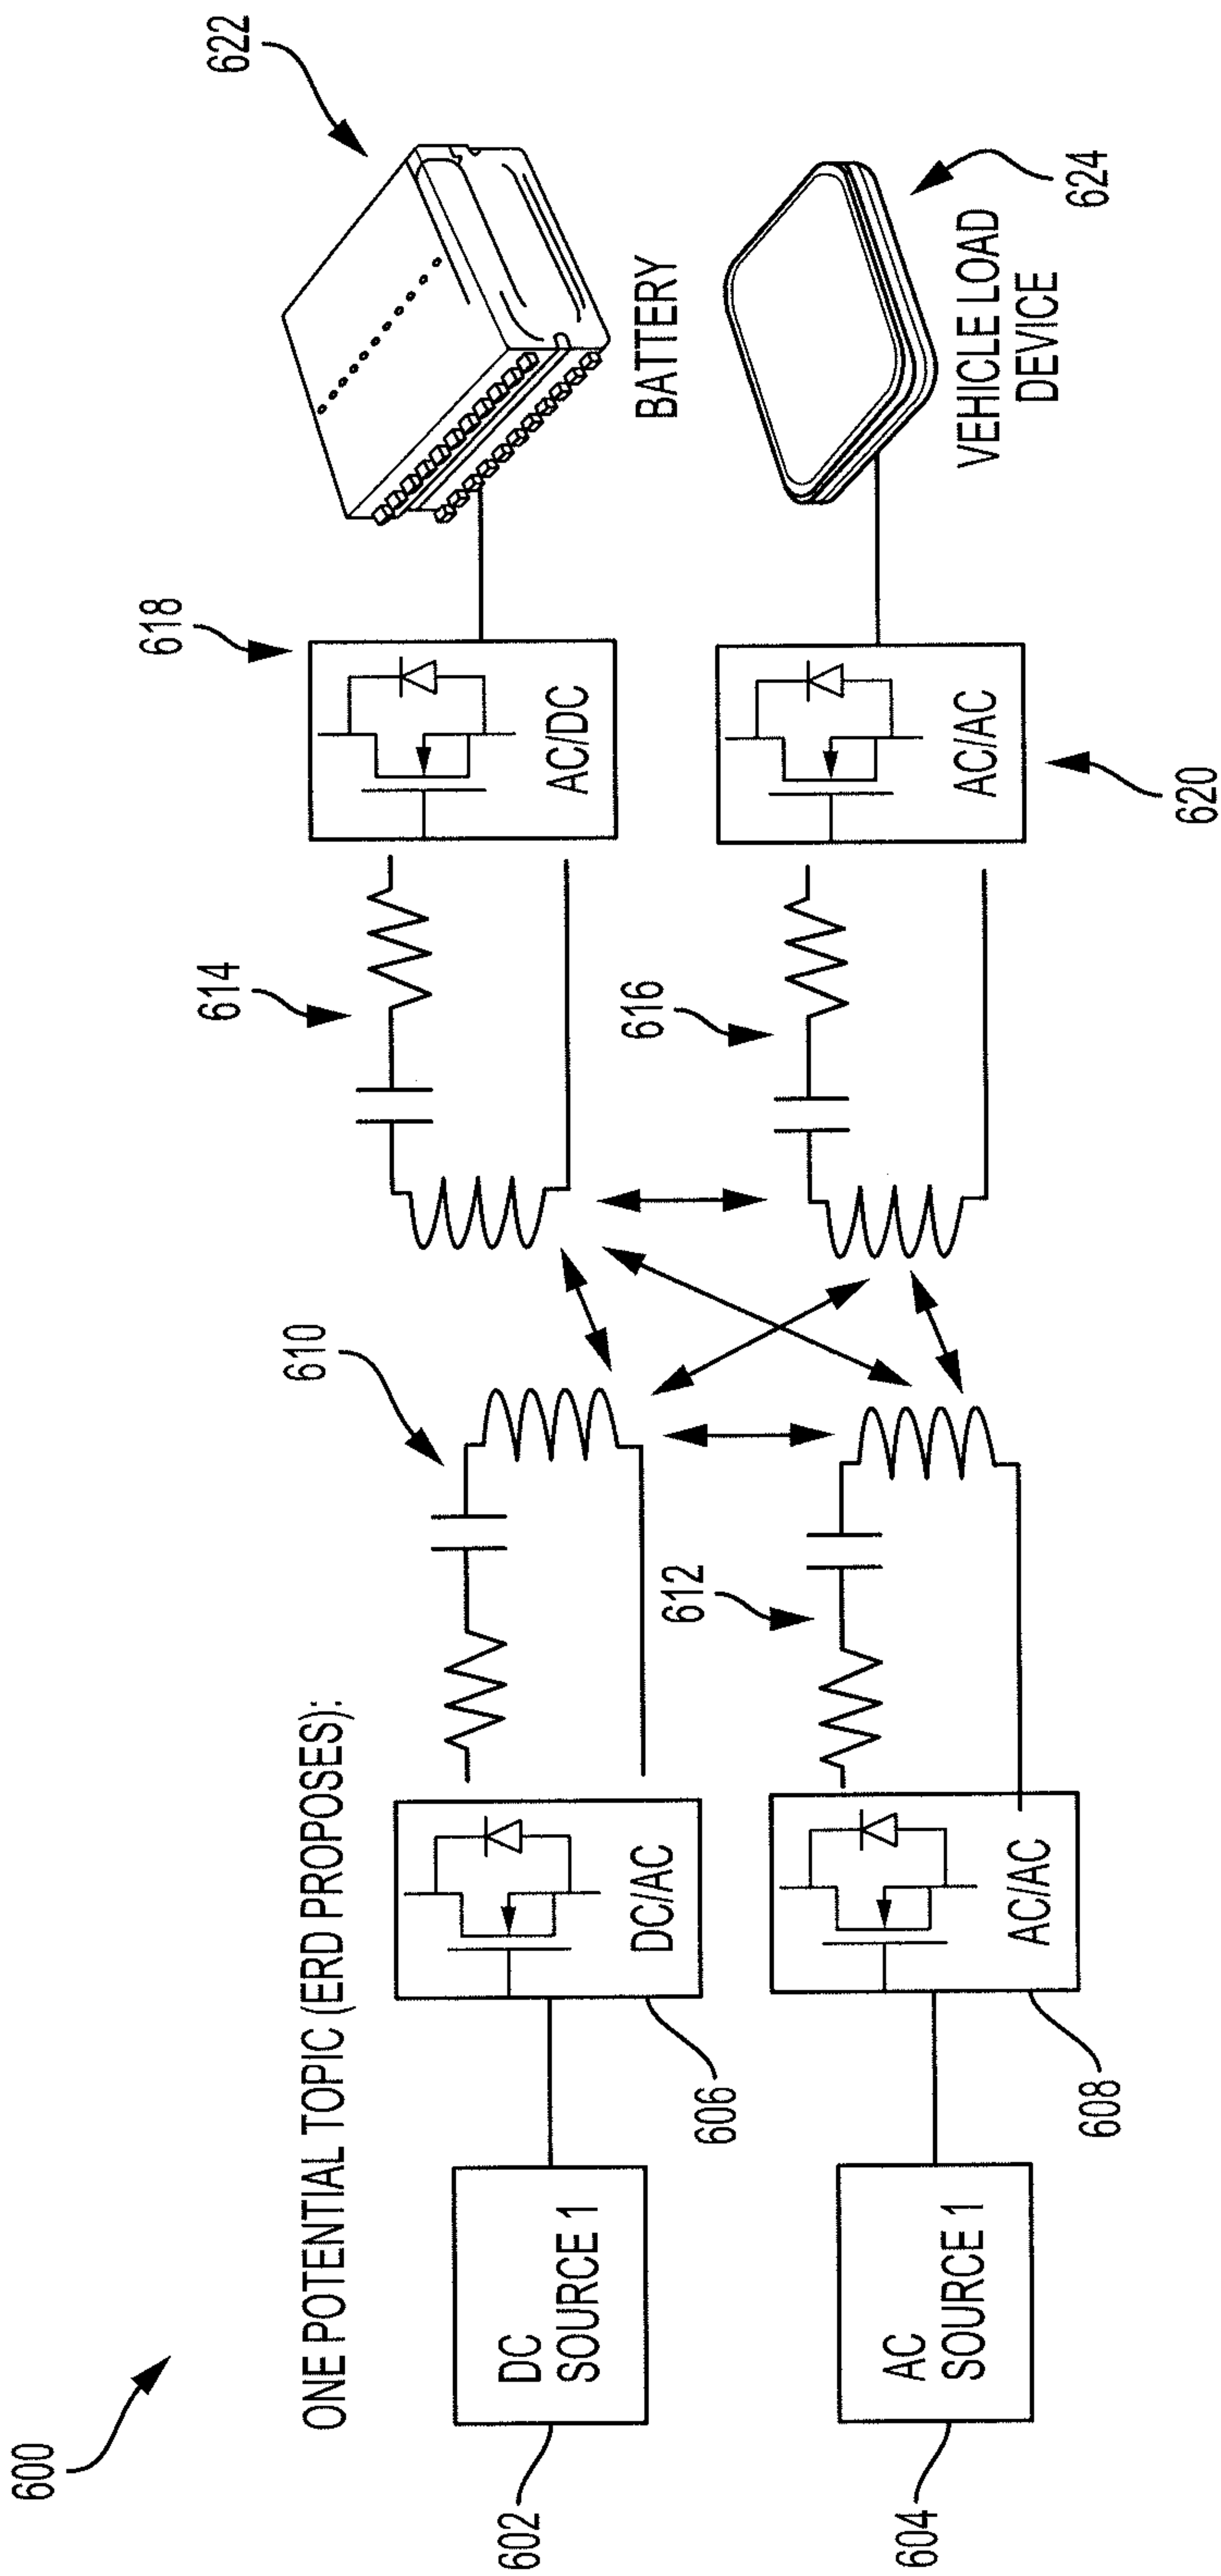 600
ONE POTENTIAL TOPIC (ERD PROPOSES):
602
DC
SOURCE 1
606
DC/AC
610
614
618
AC/DC
622
BATTERY
604
AC
SOURCE 1
608
AC/AC
612
616
620
AC/AC
624
VEHICLE LOAD
DEVICE